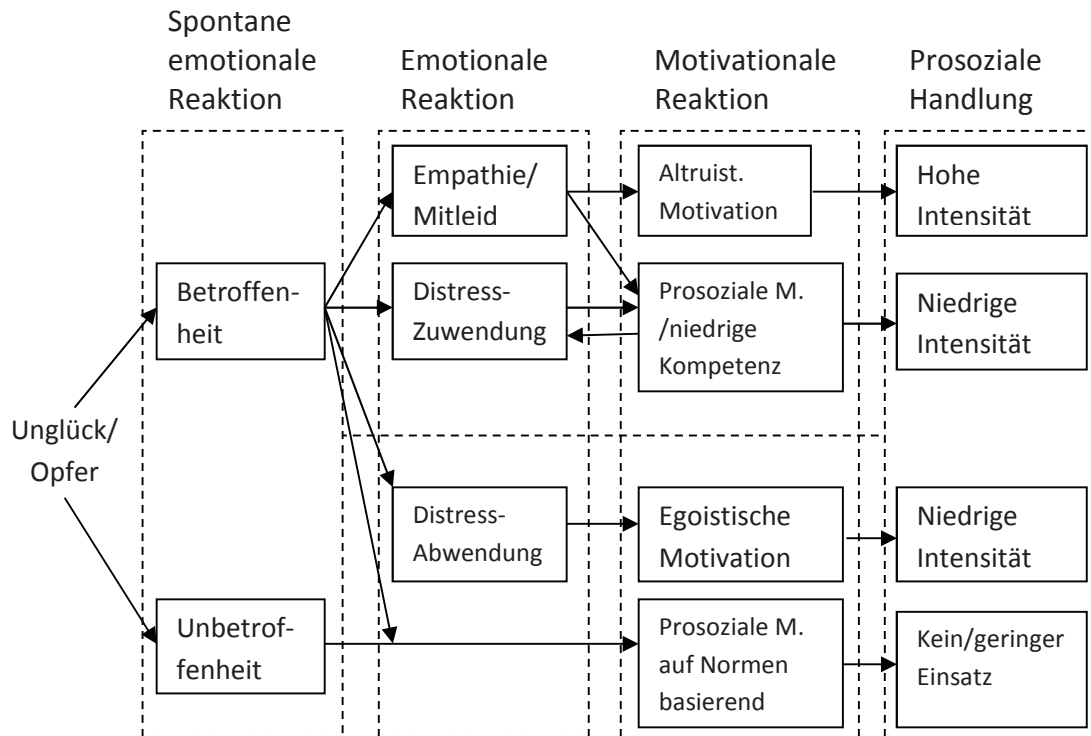 Spontane
emotionale
Reaktion
Emotionale
Reaktion
Motivationale
Reaktion
Prosoziale
Handlung
Empathie/
Mitleid
Altruist.
Motivation
Hohe
Intensität
Betroffen-
heit
Distress-
Zuwendung
Prosoziale M.
/niedrige
Kompetenz
Niedrige
Intensität
Unglück/
Opfer
Distress-
Abwendung
Egoistische
Motivation
Niedrige
Intensität
Unbetrof-
fenheit
Prosoziale M.
auf Normen
basierend
Kein/geringer
Einsatz